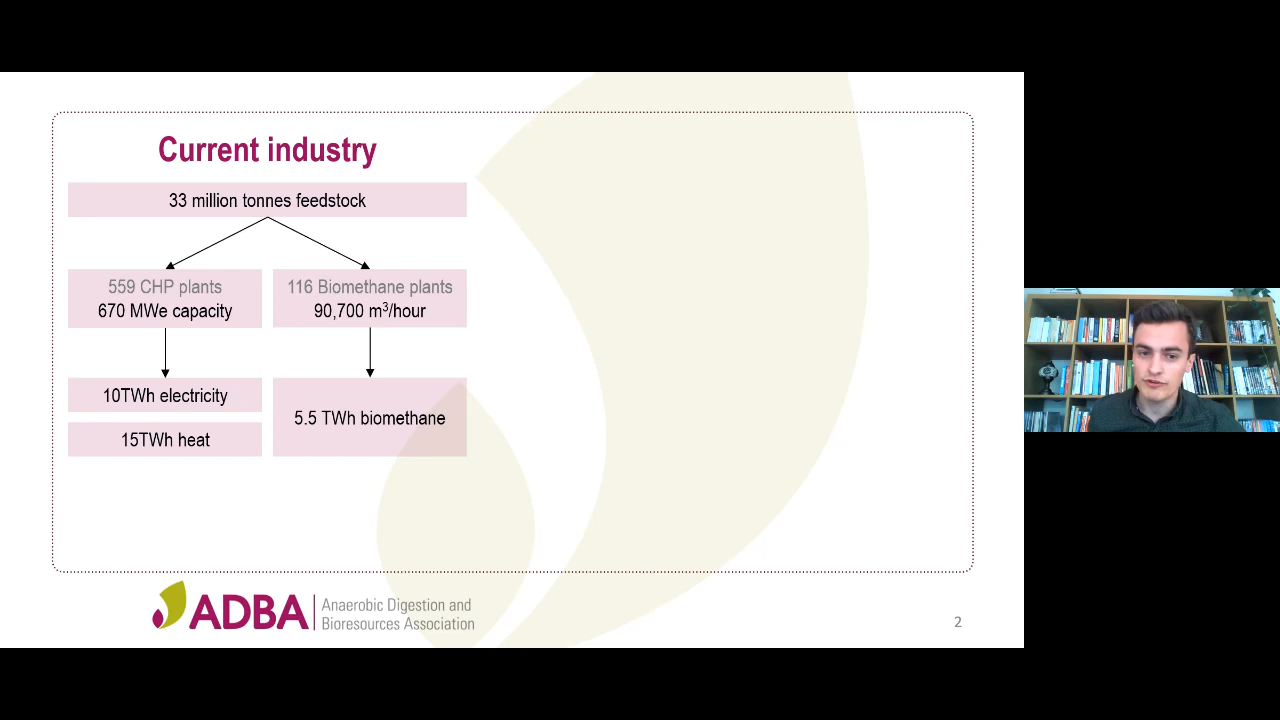 Current industry
33 million tonnes feedstock
559 CHP plants
670 MWe capacity
116 Biomethane plants
90,700 m³/hour
10TWh electricity
15TWh heat
5.5 TWh biomethane
ADBA
Anaerobic Digestion and
Bioresources Association
2